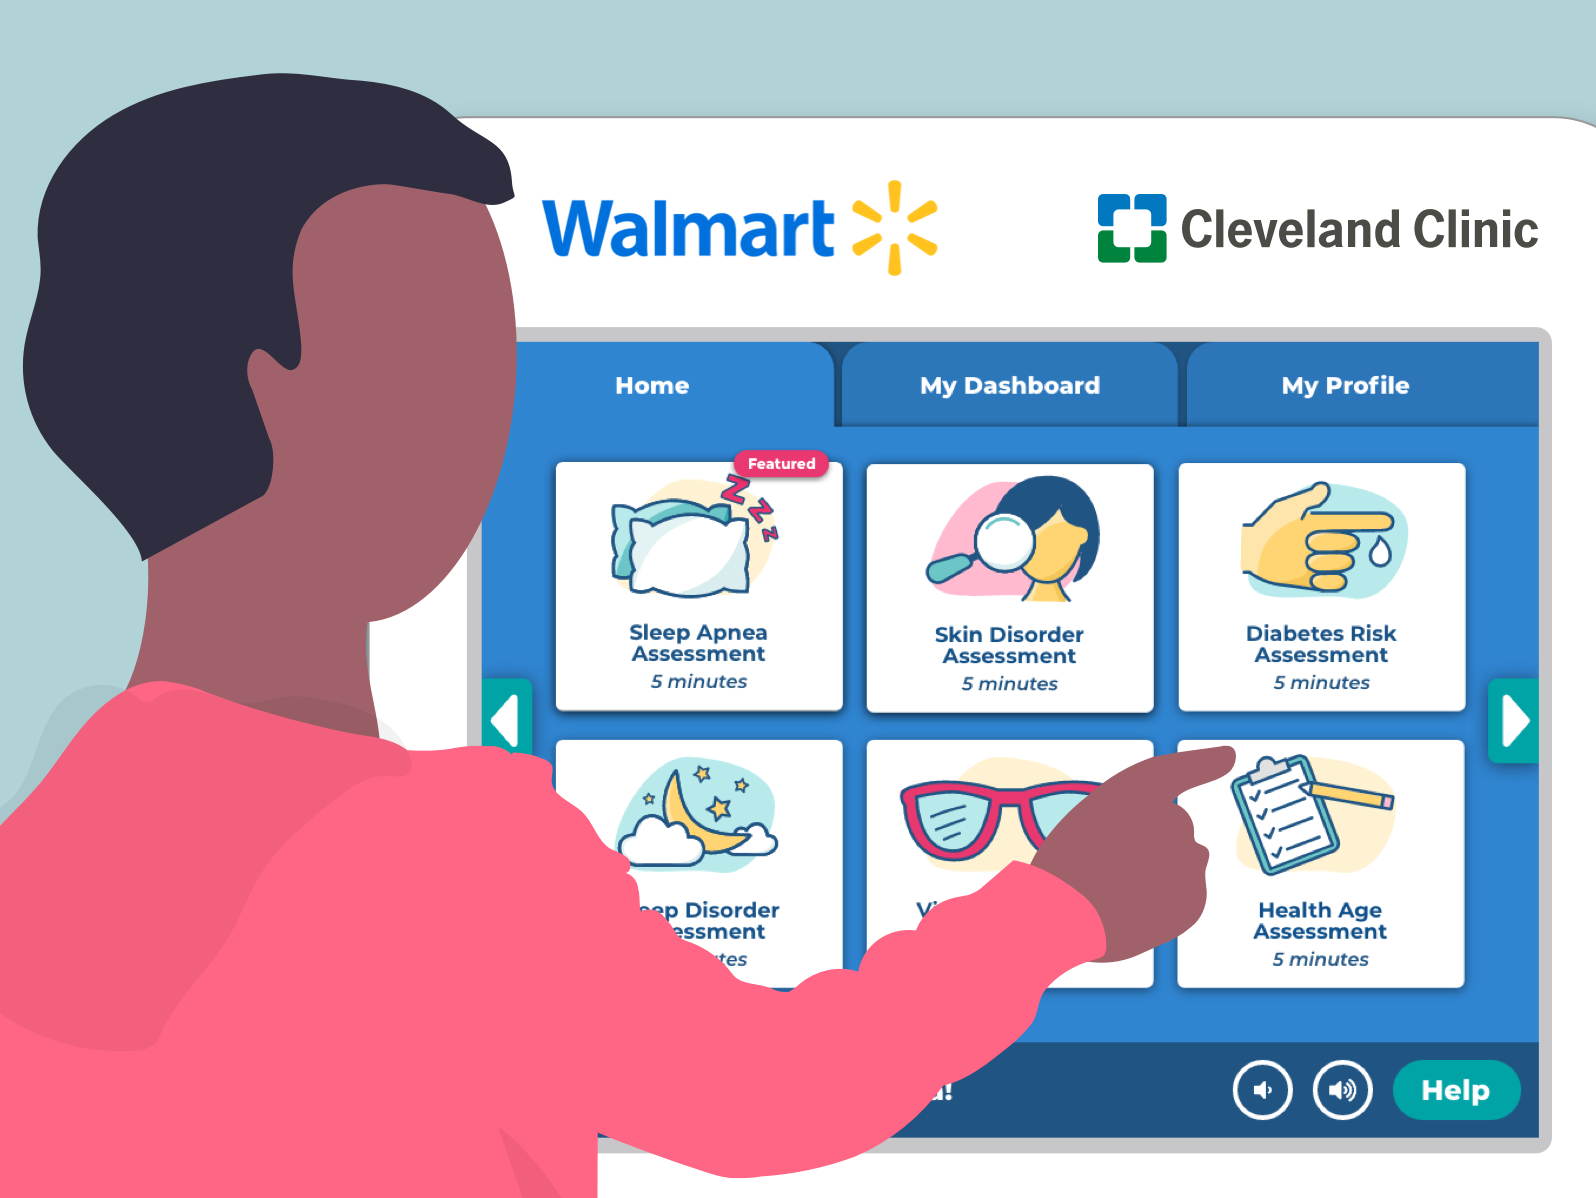 Walmart
Cleveland Clinic
Home
My Dashboard
My Profile
Featured
Z
Z
Z
Sleep Apnea
Assessment
5 minutes
Skin Disorder
Assessment
5 minutes
Diabetes Risk
Assessment
5 minutes
Disorder
Health Age
Assessment
5 minutes
Help